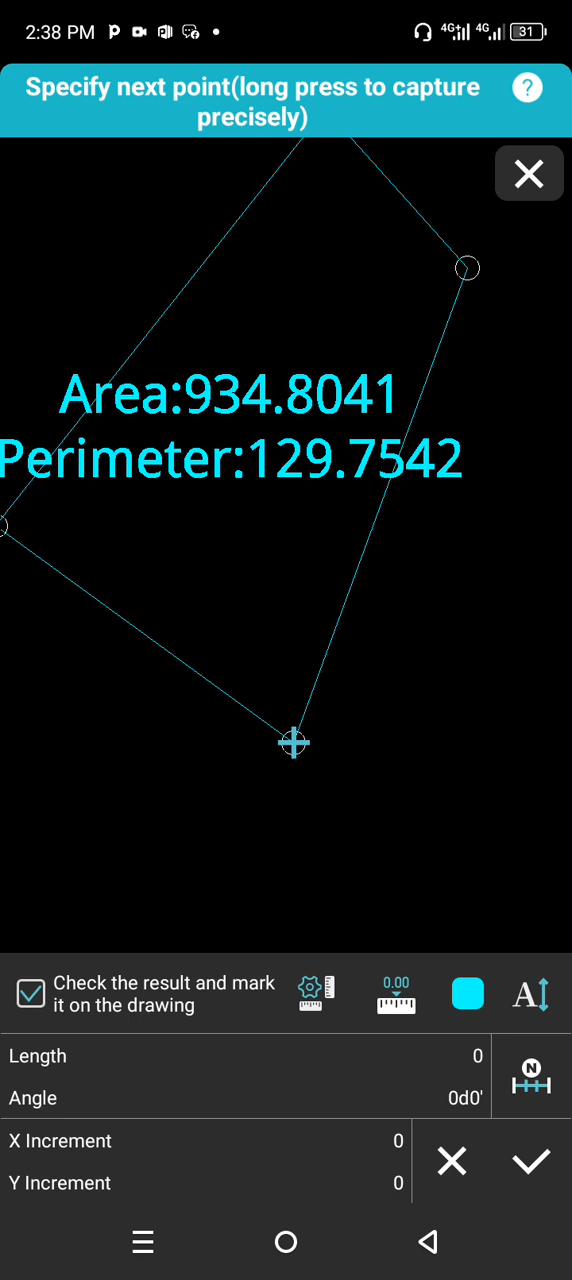 2:38 PM
4G+ 4G 31
Specify next point(long press to capture
precisely)
?
Area:934.8041
Perimeter:129.7542
Check the result and mark
it on the drawing
0.00
A
Length 0
N
Angle 0d0'
X Increment 0
Y Increment 0